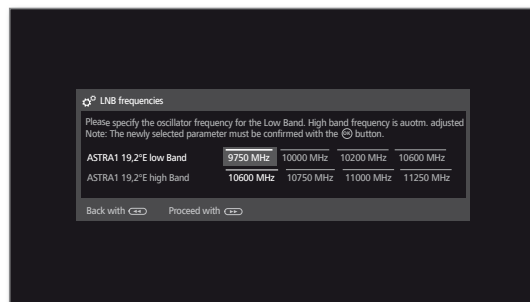 LNB frequencies
Please specify the oscillator frequency for the Low Band. High band frequency is auotm. adjusted
Note: The newly selected parameter must be confirmed with the OK button.
ASTRA1 19,2°E low Band 9750 MHz 10000 MHz 10200 MHz 10600 MHz
ASTRA1 19,2°E high Band 10600 MHz 10750 MHz 11000 MHz 11250 MHz
Back with Proceed with